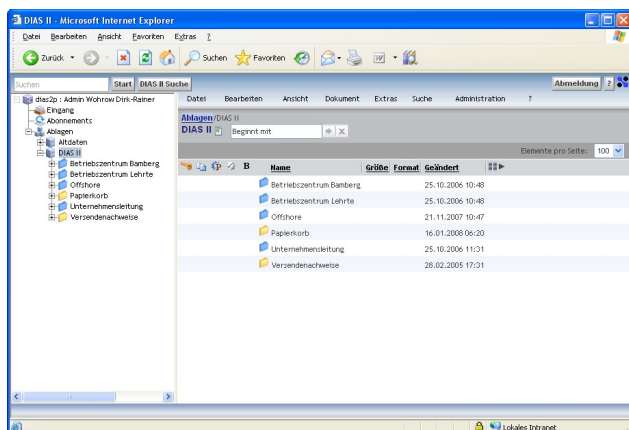 DIAS II - Microsoft Internet Explorer
Datei Bearbeiten Ansicht Favoriten Extras ?
Zurück Suchen Favoriten
Suchen Start DIAS II Suche Abmeldung ?
dias2p : Admin Wohrow Dirk-Rainer
Eingang
Abonnements
Ablagen
Altdaten
DIAS II
Betriebszentrum Bamberg
Betriebszentrum Lehrte
Offshore
Papierkorb
Unternehmensleitung
Versendenachweise
Datei Bearbeiten Ansicht Dokument Extras Suche Administration ?
Ablagen/DIAS II
DIAS II Beginnt mit
Elemente pro Seite: 100
B Name Größe Format Geändert
Betriebszentrum Bamberg 25.10.2006 10:48
Betriebszentrum Lehrte 25.10.2006 10:48
Offshore 21.11.2007 10:47
Papierkorb 16.01.2008 06:20
Unternehmensleitung 25.10.2006 11:31
Versendenachweise 28.02.2005 17:31
Lokales Intranet